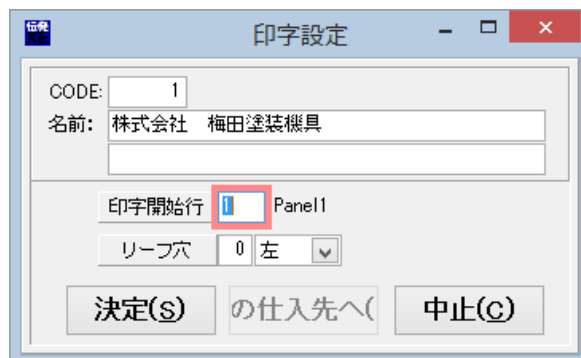 伝発
印字設定
CODE: 1
名前: 株式会社　梅田塗装機具
印字開始行 1 Panel1
リーフ穴 0 左
決定(S) の仕入先へ( 中止(C)